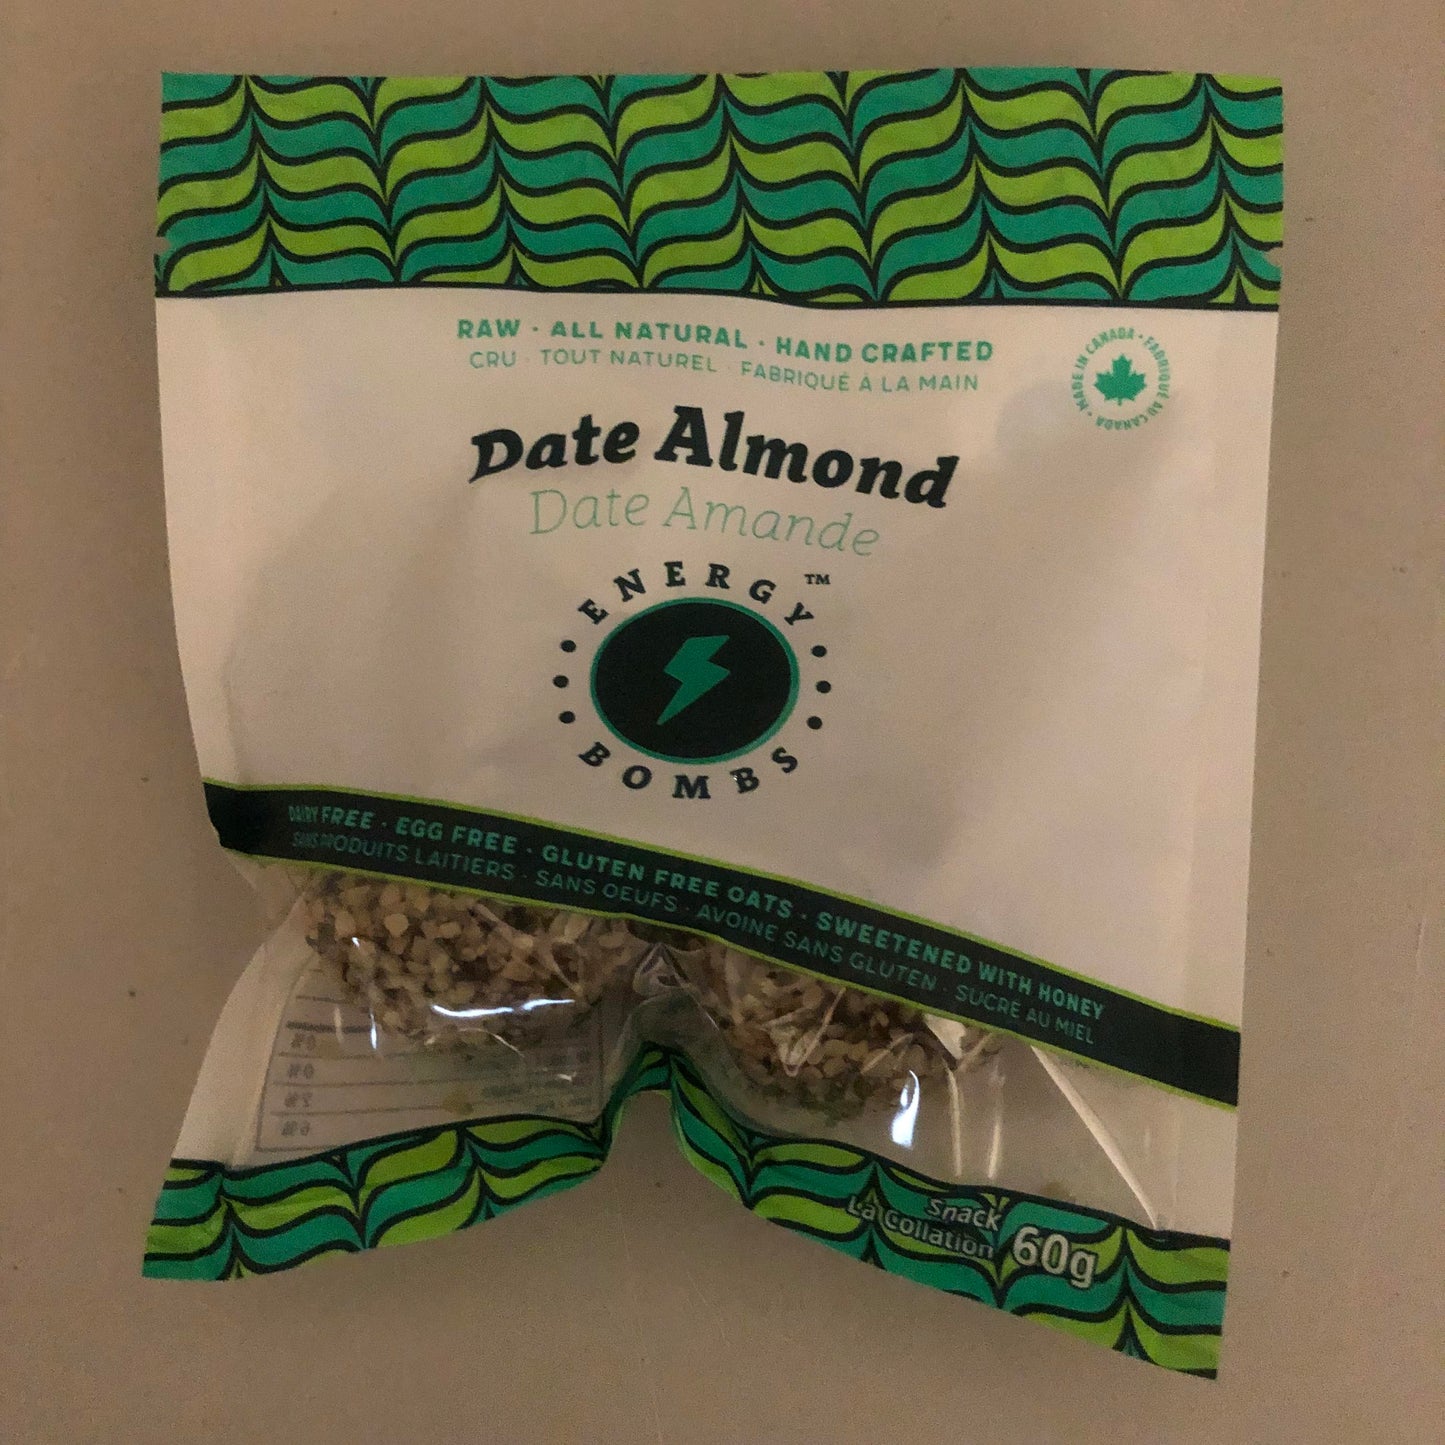 RAW · ALL NATURAL · HAND CRAFTED
CRU · TOUT NATUREL · FABRIQUÉ À LA MAIN
MADE IN CANADA · FABRIQUÉ AU CANADA ·
Date Almond
Date Amande
ENERGY BOMBS™
DAIRY FREE · EGG FREE · GLUTEN FREE OATS · SWEETENED WITH HONEY
SANS PRODUITS LAITIERS · SANS OEUFS · AVOINE SANS GLUTEN · SUCRÉ AU MIEL
Snack
La Collation
60g